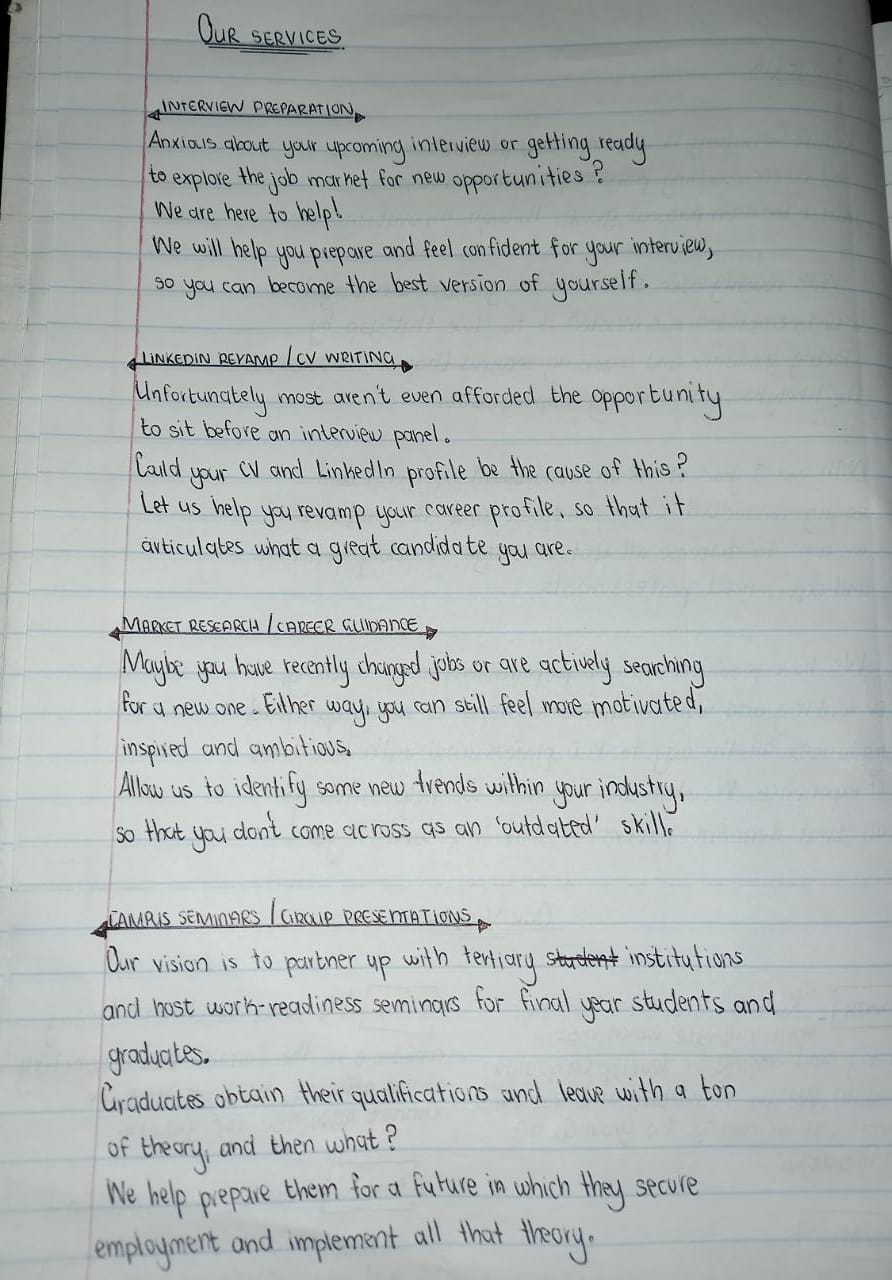 OUR SERVICES
INTERVIEW PREPARATION
Anxious about your upcoming interview or getting ready
to explore the job market for new opportunities?
We are here to help!
We will help you prepare and feel confident for your interview,
so you can become the best version of yourself.
LINKEDIN REVAMP / CV WRITING
Unfortunately most aren't even afforded the opportunity
to sit before an interview panel.
Could your CV and LinkedIn profile be the cause of this?
Let us help you revamp your career profile, so that it
articulates what a great candidate you are.
MARKET RESEARCH / CAREER GUIDANCE
Maybe you have recently changed jobs or are actively searching
for a new one. Either way, you can still feel more motivated,
inspired and ambitious.
Allow us to identify some new trends within your industry,
so that you don't come across as an 'outdated' skill.
CAMPUS SEMINARS / GROUP PRESENTATIONS
Our vision is to partner up with tertiary student institutions
and host work-readiness seminars for final year students and
graduates.
Graduates obtain their qualifications and leave with a ton
of theory, and then what?
We help prepare them for a future in which they secure
employment and implement all that theory.